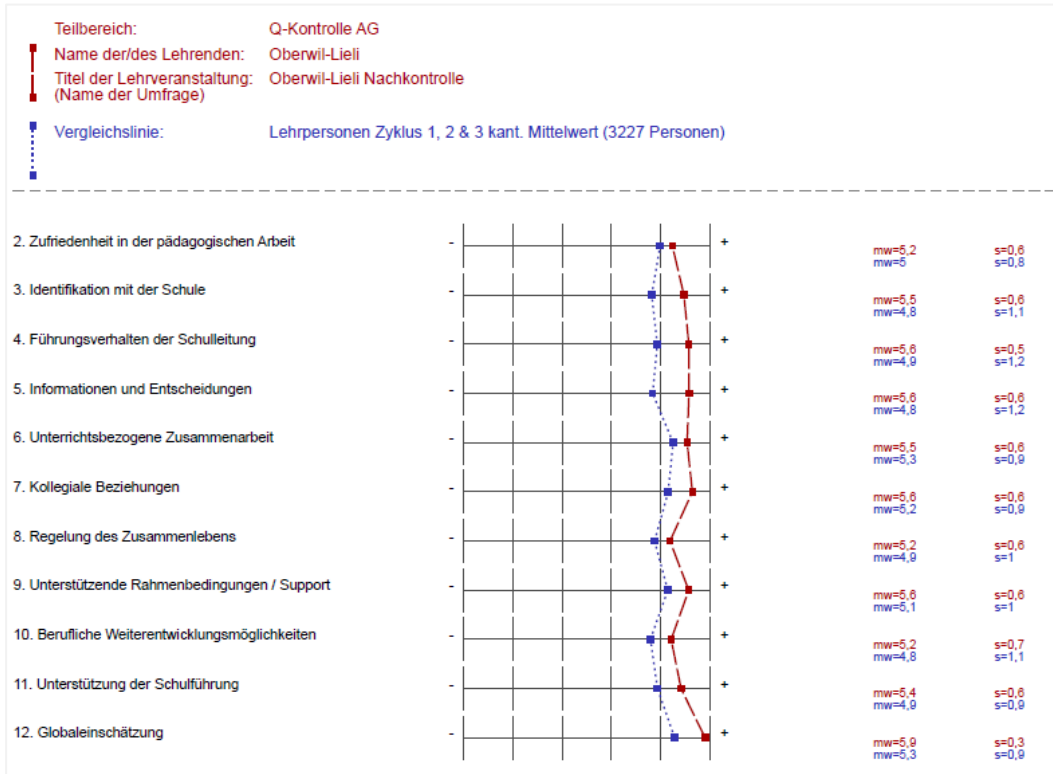 Teilbereich: Q-Kontrolle AG
Name der/des Lehrenden: Oberwil-Lieli
Titel der Lehrveranstaltung: Oberwil-Lieli Nachkontrolle
(Name der Umfrage)
Vergleichslinie: Lehrpersonen Zyklus 1, 2 & 3 kant. Mittelwert (3227 Personen)
2. Zufriedenheit in der pädagogischen Arbeit - +
mw=5,2 s=0,6
mw=5 s=0,8
3. Identifikation mit der Schule - +
mw=5,5 s=0,6
mw=4,8 s=1,1
4. Führungsverhalten der Schulleitung - +
mw=5,6 s=0,5
mw=4,9 s=1,2
5. Informationen und Entscheidungen - +
mw=5,6 s=0,6
mw=4,8 s=1,2
6. Unterrichtsbezogene Zusammenarbeit - +
mw=5,5 s=0,6
mw=5,3 s=0,9
7. Kollegiale Beziehungen - +
mw=5,6 s=0,6
mw=5,2 s=0,9
8. Regelung des Zusammenlebens - +
mw=5,2 s=0,6
mw=4,9 s=1
9. Unterstützende Rahmenbedingungen / Support - +
mw=5,6 s=0,6
mw=5,1 s=1
10. Berufliche Weiterentwicklungsmöglichkeiten - +
mw=5,2 s=0,7
mw=4,8 s=1,1
11. Unterstützung der Schulführung - +
mw=5,4 s=0,6
mw=4,9 s=0,9
12. Globaleinschätzung - +
mw=5,9 s=0,3
mw=5,3 s=0,9